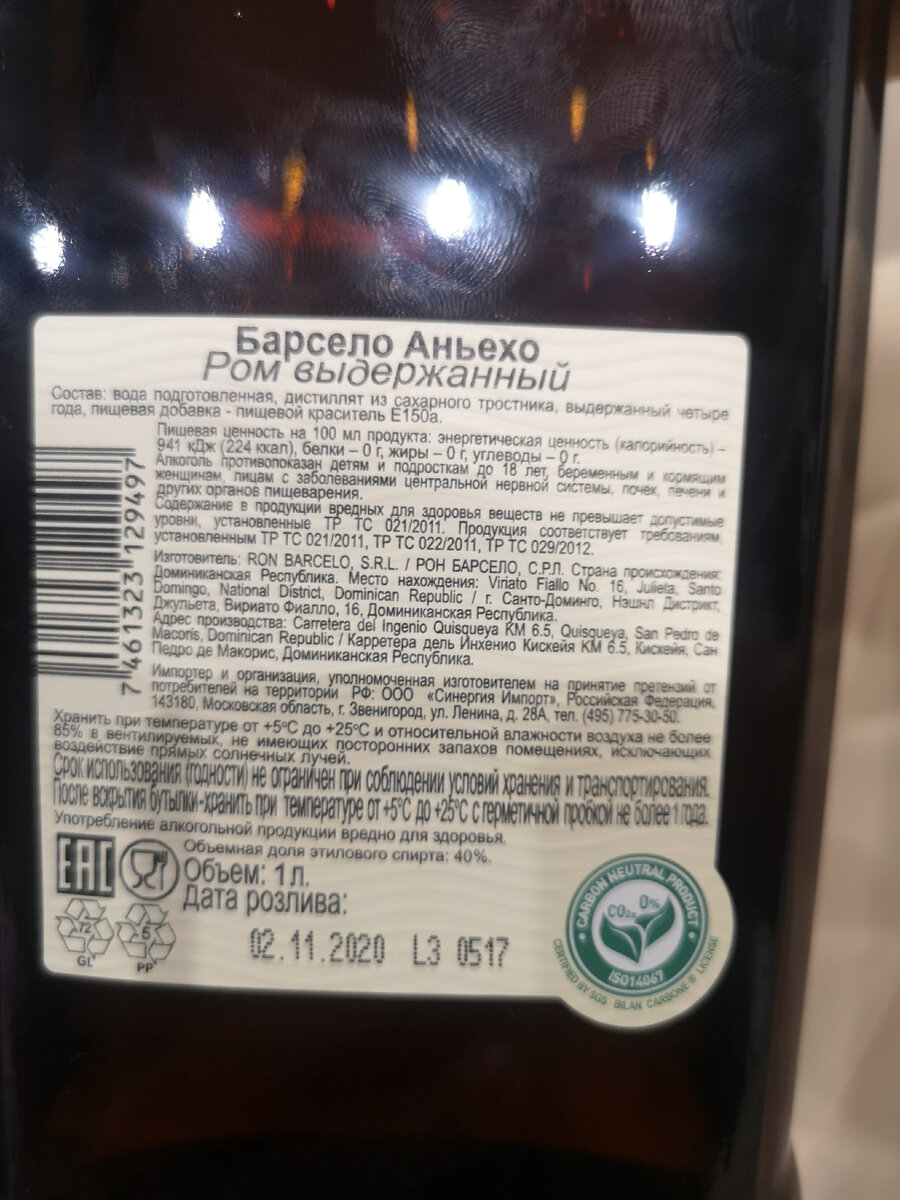 Барсело Аньехо
Ром выдержанный
Состав: вода подготовленная, дистиллят из сахарного тростника, выдержанный четыре
года, пищевая добавка - пищевой краситель Е150а.
Пищевая ценность на 100 мл продукта: энергетическая ценность (калорийность) –
941 кДж (224 ккал), белки – 0 г, жиры – 0 г, углеводы – 0 г.
Алкоголь противопоказан детям и подросткам до 18 лет, беременным и кормящим
женщинам, лицам с заболеваниями центральной нервной системы, почек, печени и
других органов пищеварения.
Содержание в продукции вредных для здоровья веществ не превышает допустимые
уровни, установленные ТР ТС 021/2011. Продукция соответствует требованиям,
установленным ТР ТС 021/2011, ТР ТС 022/2011, ТР ТС 029/2012.
Изготовитель: RON BARCELO, S.R.L. / РОН БАРСЕЛО, С.Р.Л. Страна происхождения:
Доминиканская Республика. Место нахождения: Viriato Fiallo No. 16, Julieta, Santo
Domingo, National District, Dominican Republic / г. Санто-Доминго, Нэшнл Дистрикт,
Джульета, Вириато Фиалло, 16, Доминиканская Республика.
Адрес производства: Carretera del Ingenio Quisqueya KM 6.5, Quisqueya, San Pedro de
Macoris, Dominican Republic / Карретера дель Инхенио Кискейя КМ 6.5, Кискейя, Сан
Педро де Макорис, Доминиканская Республика.
Импортер и организация, уполномоченная изготовителем на принятие претензий от
потребителей на территории РФ: ООО «Синергия Импорт», Российская Федерация,
143180, Московская область, г. Звенигород, ул. Ленина, д. 28А, тел. (495) 775-30-50.
7 461323 129497
Хранить при температуре от +5ºС до +25ºС и относительной влажности воздуха не более
85% в вентилируемых, не имеющих посторонних запахов помещениях, исключающих
воздействие прямых солнечных лучей.
Срок использования (годности) не ограничен при соблюдении условий хранения и транспортирования.
После вскрытия бутылки-хранить при температуре от +5ºС до +25ºС с герметичной пробкой не более 1 года.
Употребление алкогольной продукции вредно для здоровья.
Объемная доля этилового спирта: 40%.
EAC
Объем: 1 л.
Дата розлива:
02.11.2020 L3 0517
72
GL
5
PP
CARBON NEUTRAL PRODUCT
CO2e 0%
ISO14067
CERTIFIED BY SGS · BILAN CARBONE® LICENSE